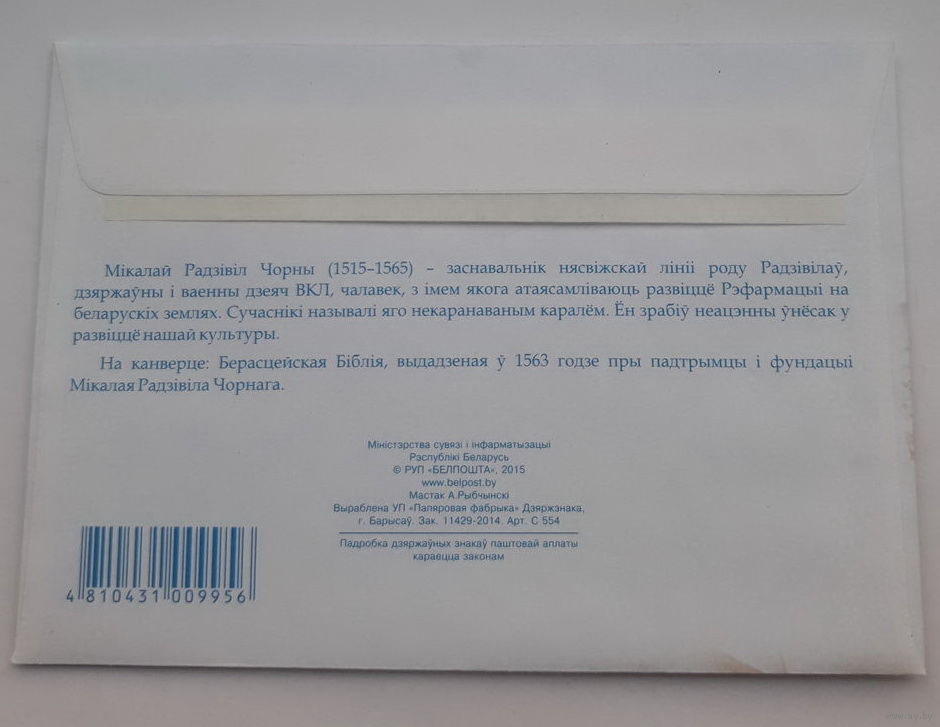 Мікалай Радзівіл Чорны (1515–1565) – заснавальнік нясвіжскай лініі роду Радзівілаў,
дзяржаўны і ваенны дзеяч ВКЛ, чалавек, з імем якога атаясамліваюць развіццё Рэфармацыі на
беларускіх землях. Сучаснікі называлі яго некаранаваным каралём. Ён зрабіў неацэнны ўнёсак у
развіццё нашай культуры.
На канверце: Берасцейская Біблія, выдадзеная ў 1563 годзе пры падтрымцы і фундацыі
Мікалая Радзівіла Чорнага.
Міністэрства сувязі і інфарматызацыі
Рэспублікі Беларусь
© РУП «БЕЛПОШТА», 2015
www.belpost.by
Мастак А.Рыбчынскі
Выраблена УП «Папяровая фабрыка» Дзяржзнака,
г. Барысаў. Зак. 11429-2014. Арт. С 554
Падробка дзяржаўных знакаў паштовай аплаты
караецца законам
4 810431 009956
www.ay.by